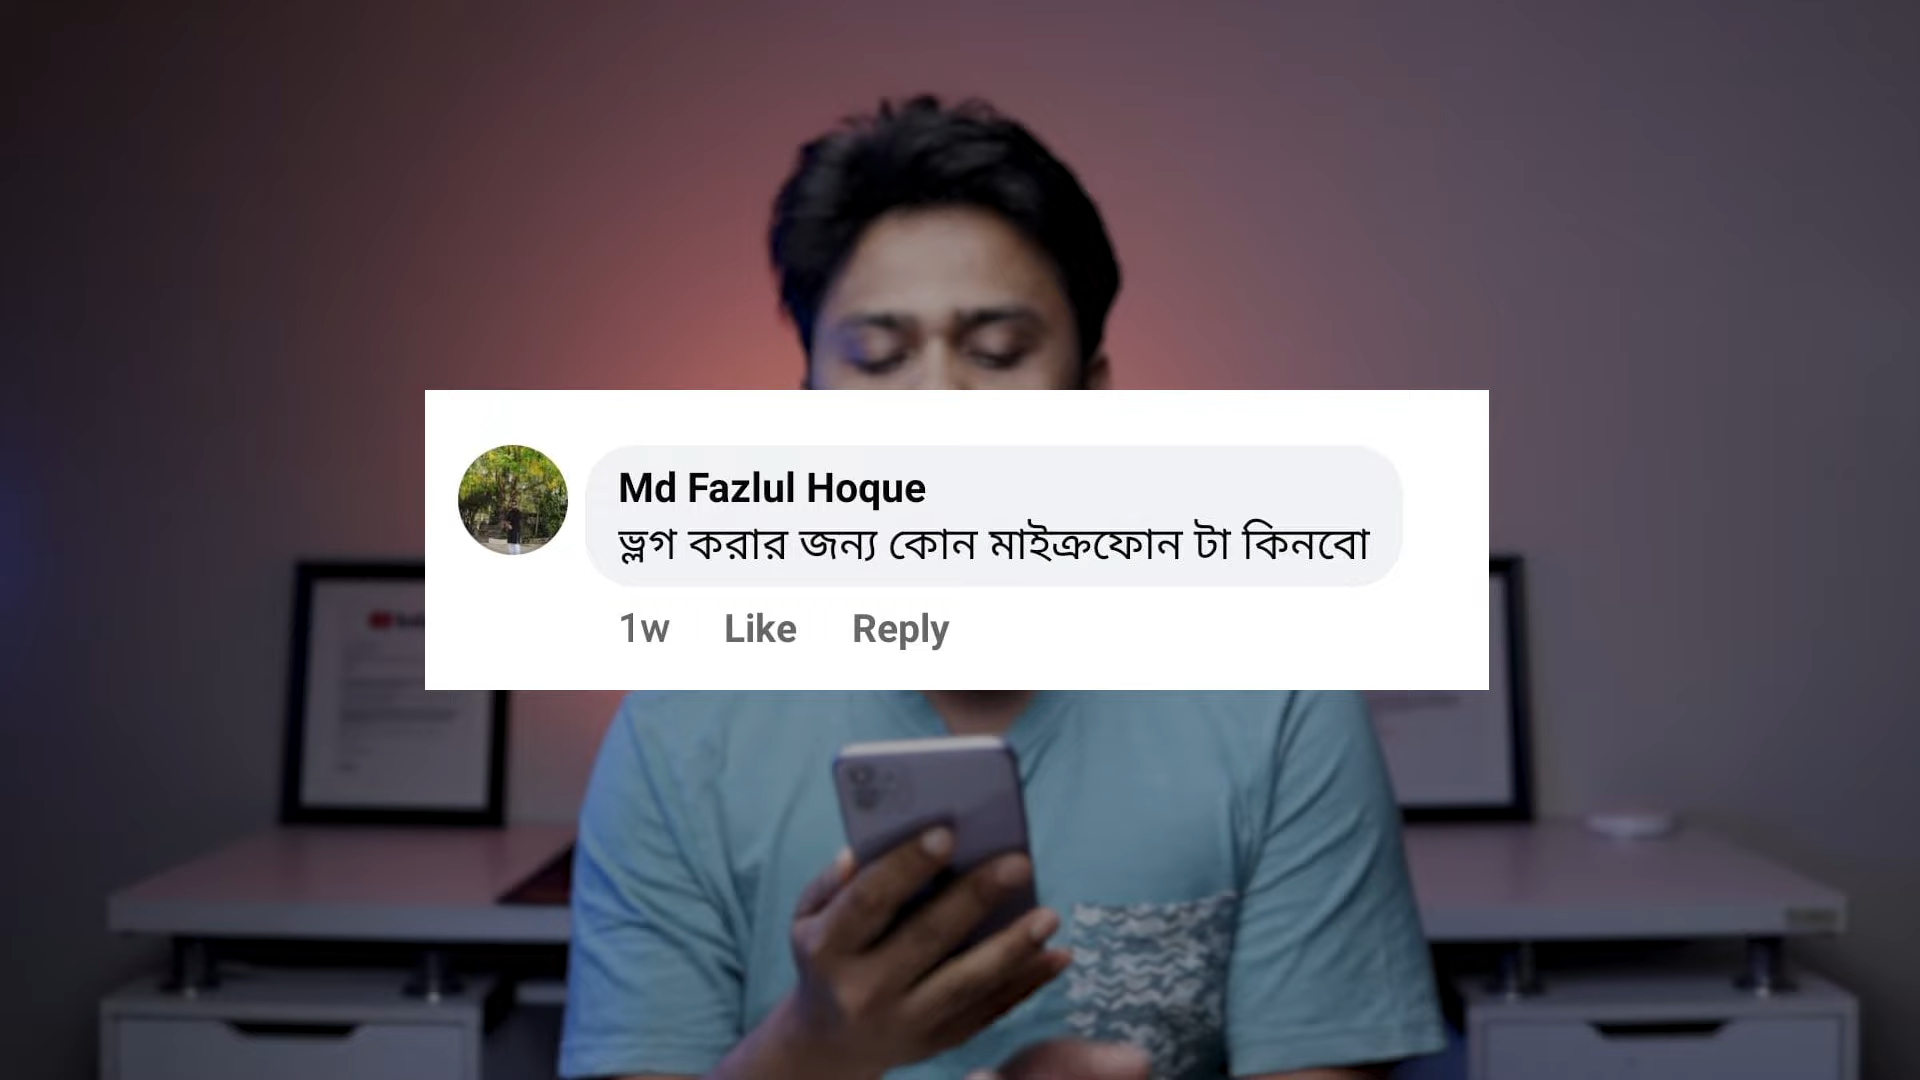 Md Fazlul Hoque
ভ্লগ করার জন্য কোন মাইক্রফোন টা কিনবো
1w Like Reply